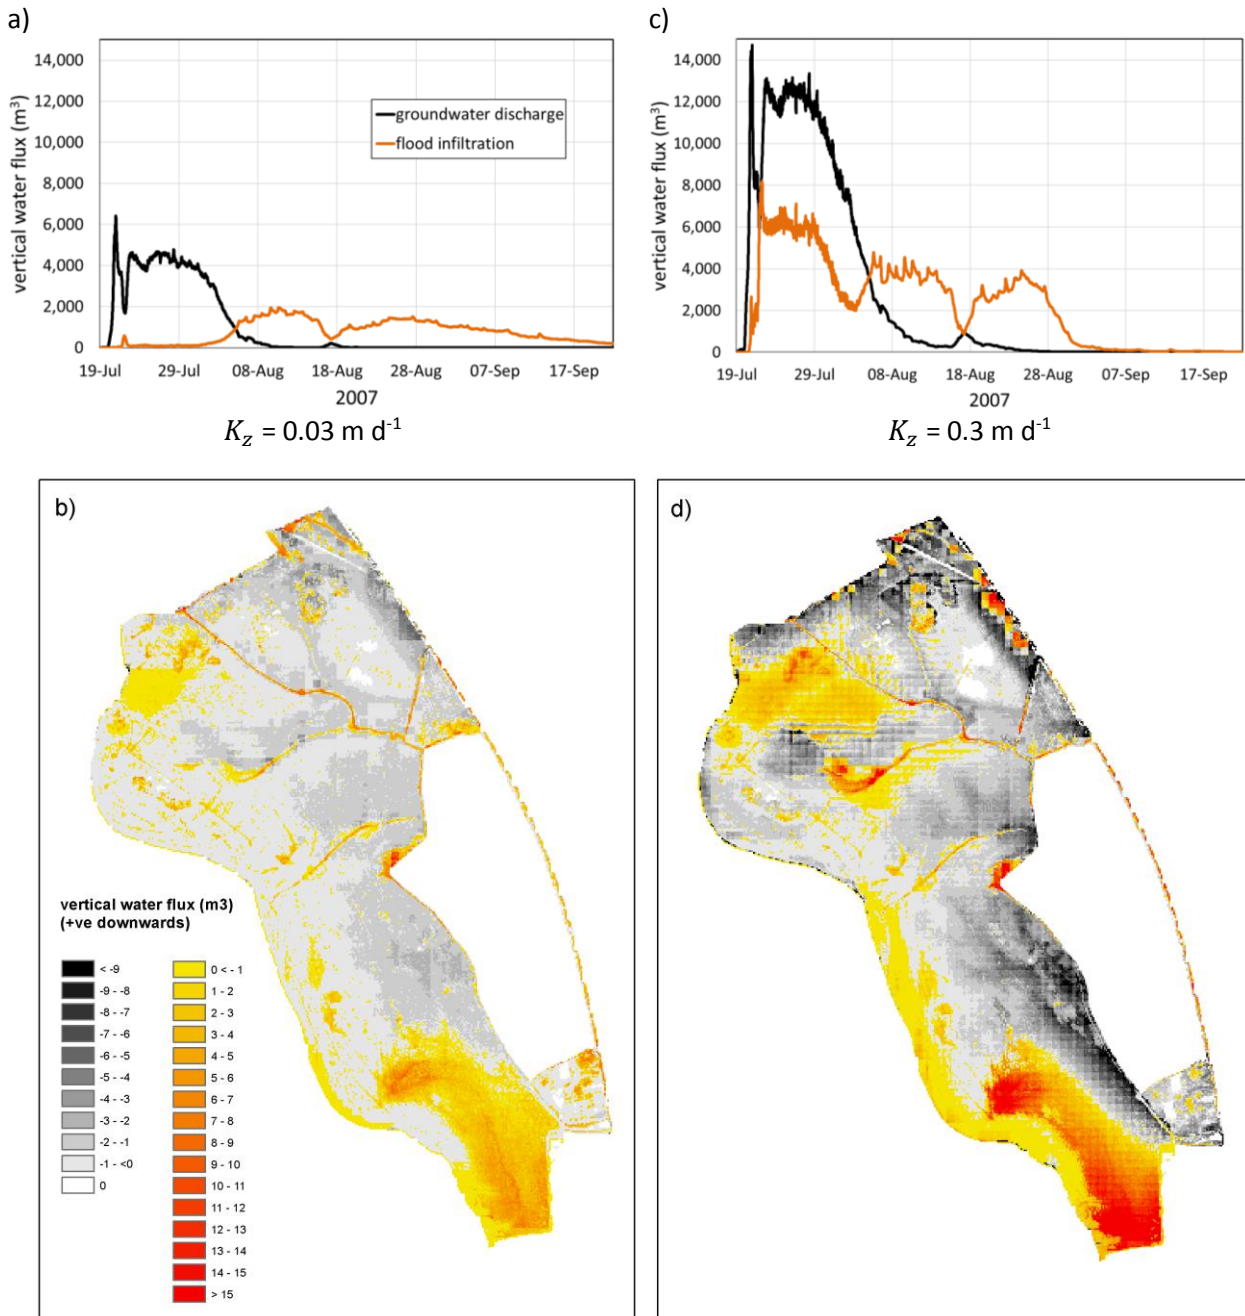 a)
14,000
12,000
10,000
8,000
6,000
4,000
2,000
0
vertical water flux (m³)
groundwater discharge
flood infiltration
19-Jul 29-Jul 08-Aug 18-Aug 28-Aug 07-Sep 17-Sep
2007
K_z = 0.03 m d⁻¹
c)
14,000
12,000
10,000
8,000
6,000
4,000
2,000
0
vertical water flux (m³)
19-Jul 29-Jul 08-Aug 18-Aug 28-Aug 07-Sep 17-Sep
2007
K_z = 0.3 m d⁻¹
b)
vertical water flux (m3)
(+ve downwards)
< -9
-9 - -8
-8 - -7
-7 - -6
-6 - -5
-5 - -4
-4 - -3
-3 - -2
-2 - -1
-1 - <0
0
0 < - 1
1 - 2
2 - 3
3 - 4
4 - 5
5 - 6
6 - 7
7 - 8
8 - 9
9 - 10
10 - 11
11 - 12
12 - 13
13 - 14
14 - 15
> 15
d)